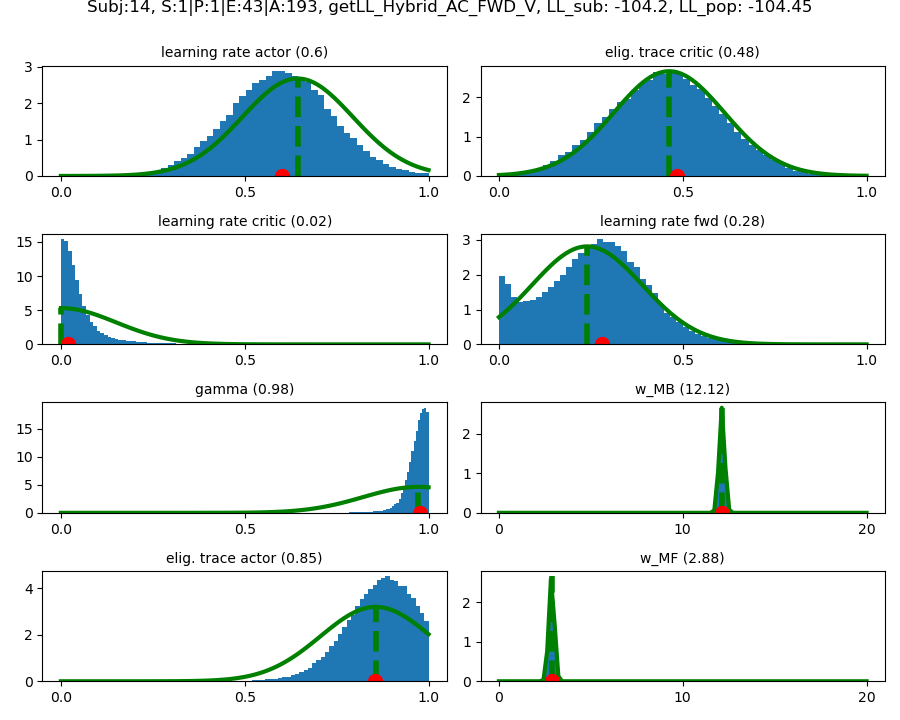 Subj:14, S:1|P:1|E:43|A:193, getLL_Hybrid_AC_FWD_V, LL_sub: -104.2, LL_pop: -104.45
learning rate actor (0.6)
3
2
1
0
0.0 0.5 1.0
elig. trace critic (0.48)
2
1
0
0.0 0.5 1.0
learning rate critic (0.02)
15
10
5
0
0.0 0.5 1.0
learning rate fwd (0.28)
3
2
1
0
0.0 0.5 1.0
gamma (0.98)
15
10
5
0
0.0 0.5 1.0
w_MB (12.12)
2
1
0
0 10 20
elig. trace actor (0.85)
4
2
0
0.0 0.5 1.0
w_MF (2.88)
2
1
0
0 10 20